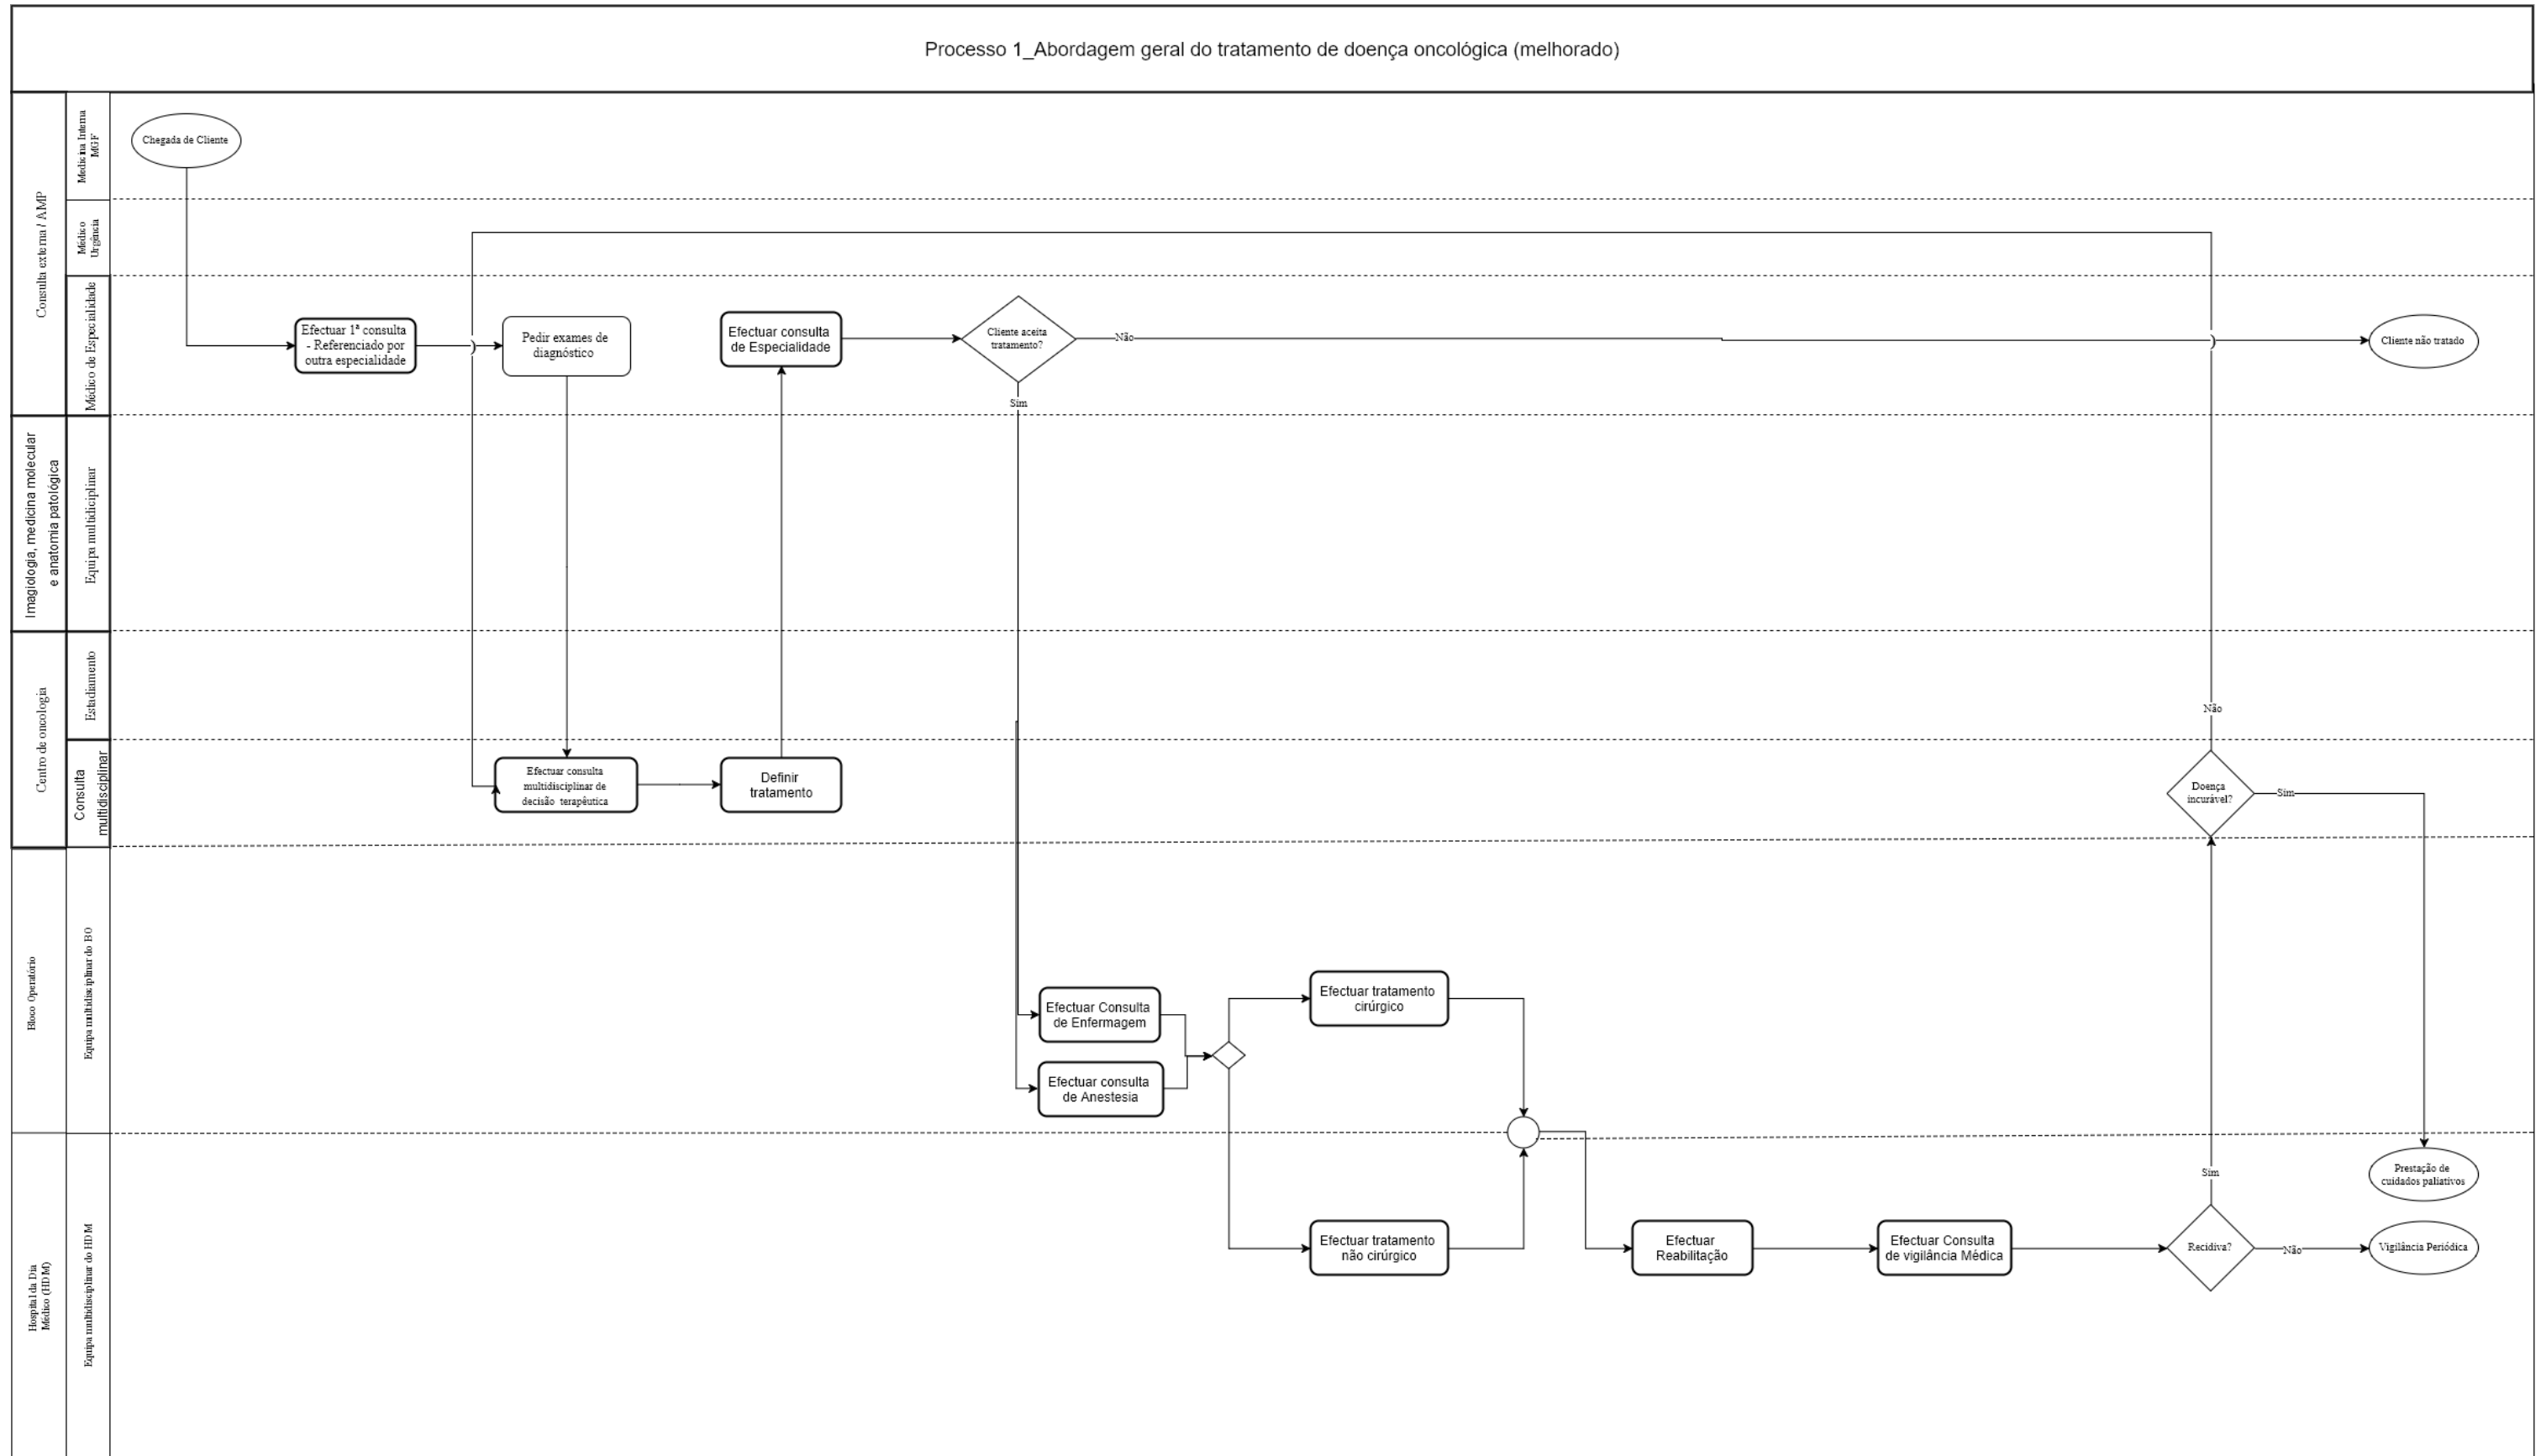 Processo 1_Abordagem geral do tratamento de doença oncológica (melhorado)
Consulta externa / AMP
Medicina Interna
MGF
Chegada de Cliente
Médico
Urgência
Médico de Especialidade
Efectuar 1ª consulta
- Referenciado por
outra especialidade
Pedir exames de
diagnóstico
Efectuar consulta
de Especialidade
Cliente aceita
tratamento?
Não
Cliente não tratado
Sim
Imagiologia, medicina molecular
e anatomia patológica
Equipa multidiciplinar
Centro de oncologia
Estadiamento
Não
Consulta
multidisciplinar
Efectuar consulta
multidisciplinar de
decisão terapêutica
Definir
tratamento
Doença
incurável?
Sim
Bloco Operatório
Equipa multidisciplinar do BO
Efectuar Consulta
de Enfermagem
Efectuar consulta
de Anestesia
Efectuar tratamento
cirúrgico
Hospital da Dia
Médico (HDM)
Equipa multidisciplinar do HDM
Efectuar tratamento
não cirúrgico
Efectuar
Reabilitação
Efectuar Consulta
de vigilância Médica
Sim
Recidiva?
Não
Prestação de
cuidados paliativos
Vigilância Periódica